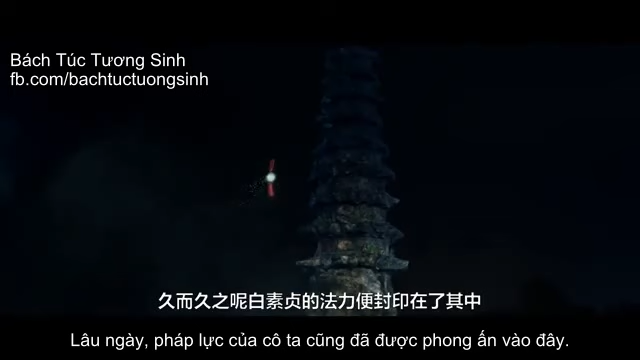 Bách Túc Tương Sinh
fb.com/bachtuctuongsinh
久而久之呢白素贞的法力便封印在了其中
Lâu ngày, pháp lực của cô ta cũng đã được phong ấn vào đây.